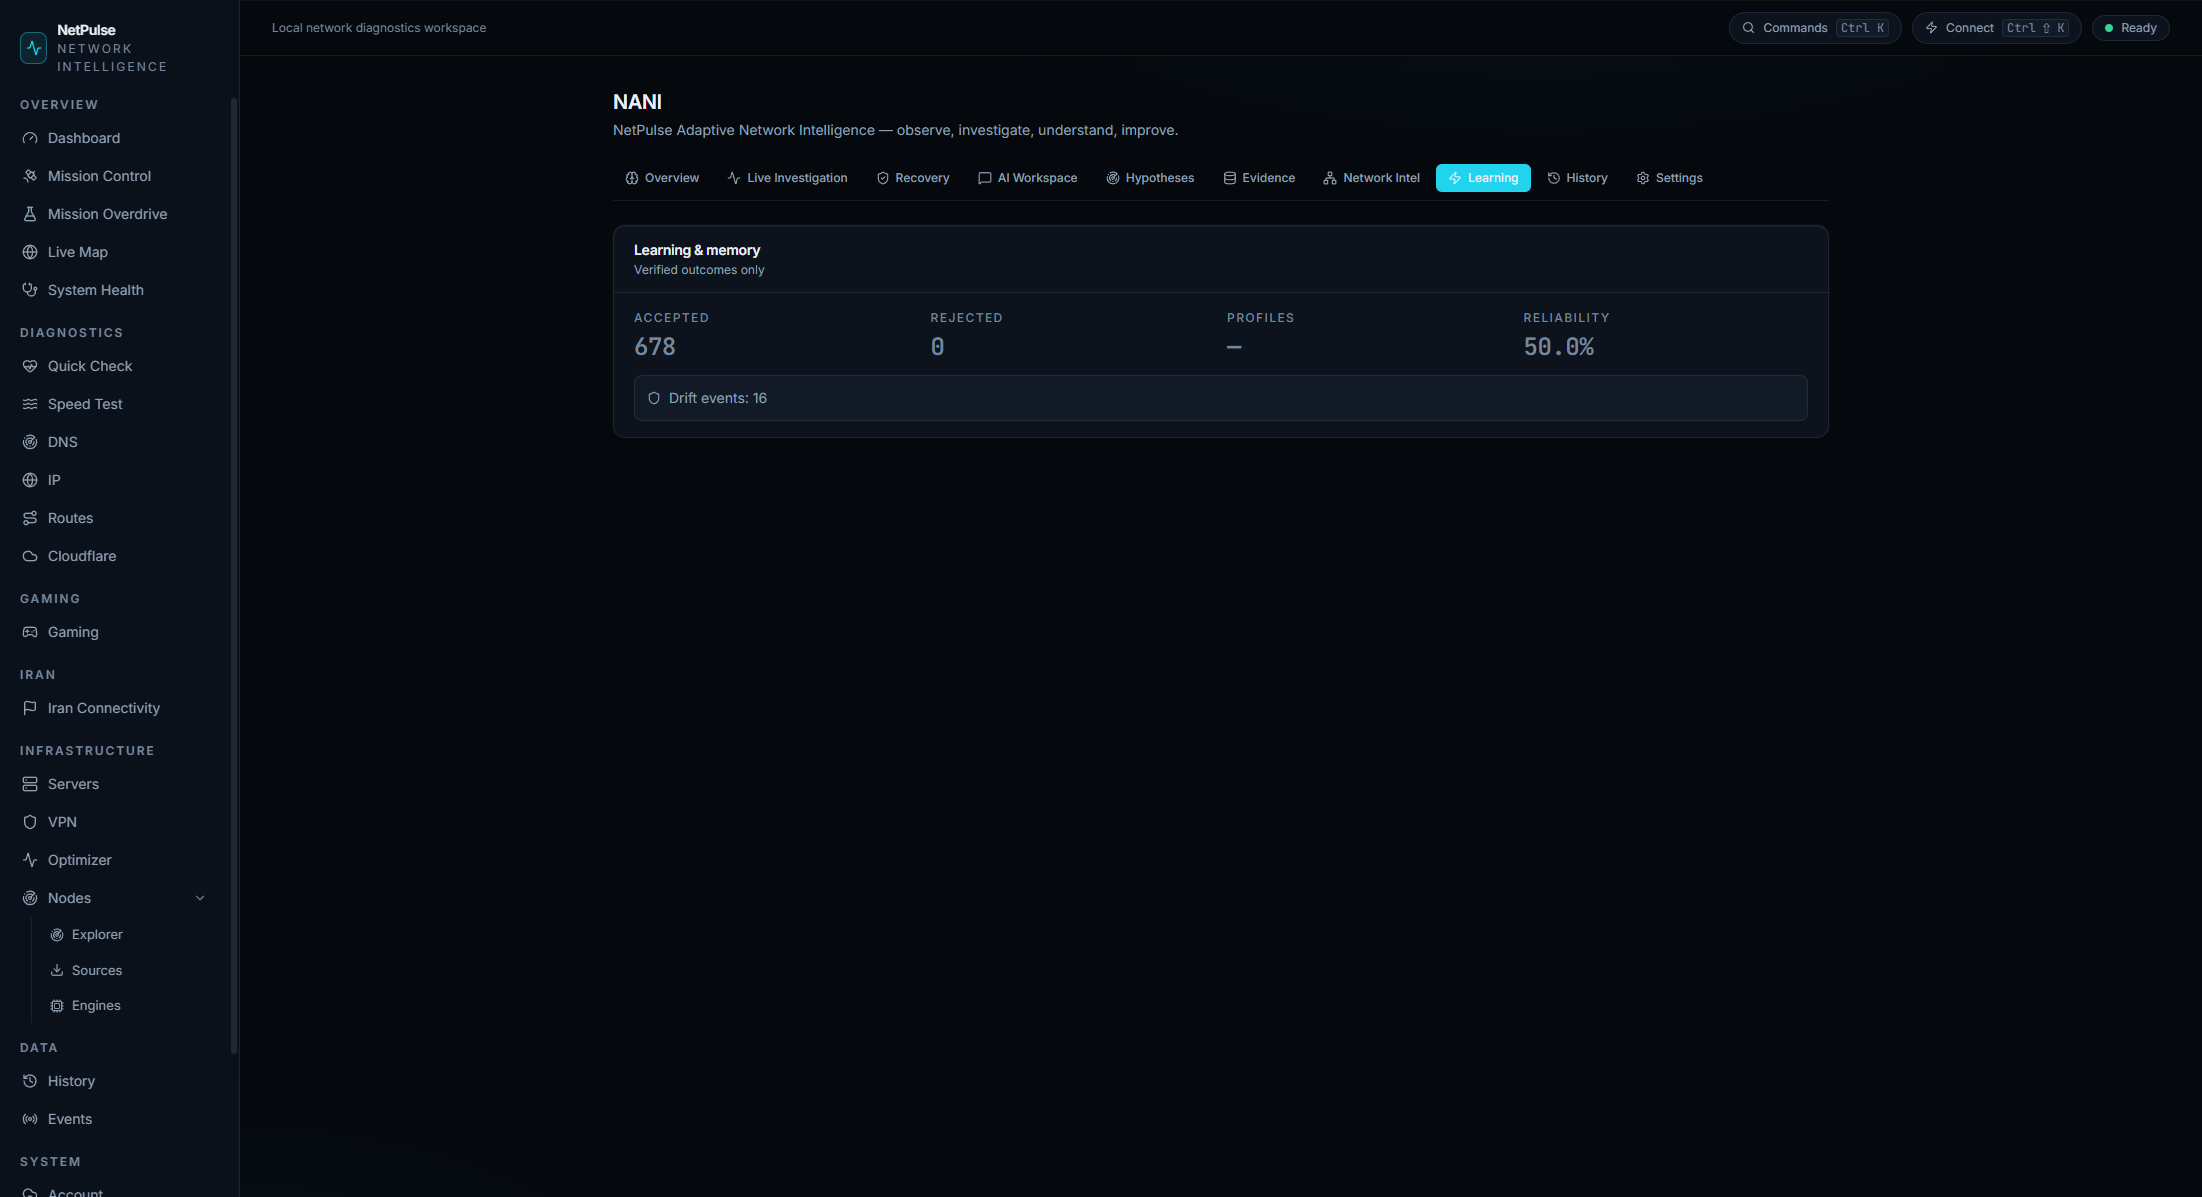 NetPulse
NETWORK
INTELLIGENCE
OVERVIEW
Dashboard
Mission Control
Mission Overdrive
Live Map
System Health
DIAGNOSTICS
Quick Check
Speed Test
DNS
IP
Routes
Cloudflare
GAMING
Gaming
IRAN
Iran Connectivity
INFRASTRUCTURE
Servers
VPN
Optimizer
Nodes
Explorer
Sources
Engines
DATA
History
Events
SYSTEM
Account
Local network diagnostics workspace
Commands Ctrl K
Connect Ctrl ⇧ K
Ready
NANI
NetPulse Adaptive Network Intelligence — observe, investigate, understand, improve.
Overview Live Investigation Recovery AI Workspace Hypotheses Evidence Network Intel Learning History Settings
Learning & memory
Verified outcomes only
ACCEPTED REJECTED PROFILES RELIABILITY
678 0 — 50.0%
Drift events: 16